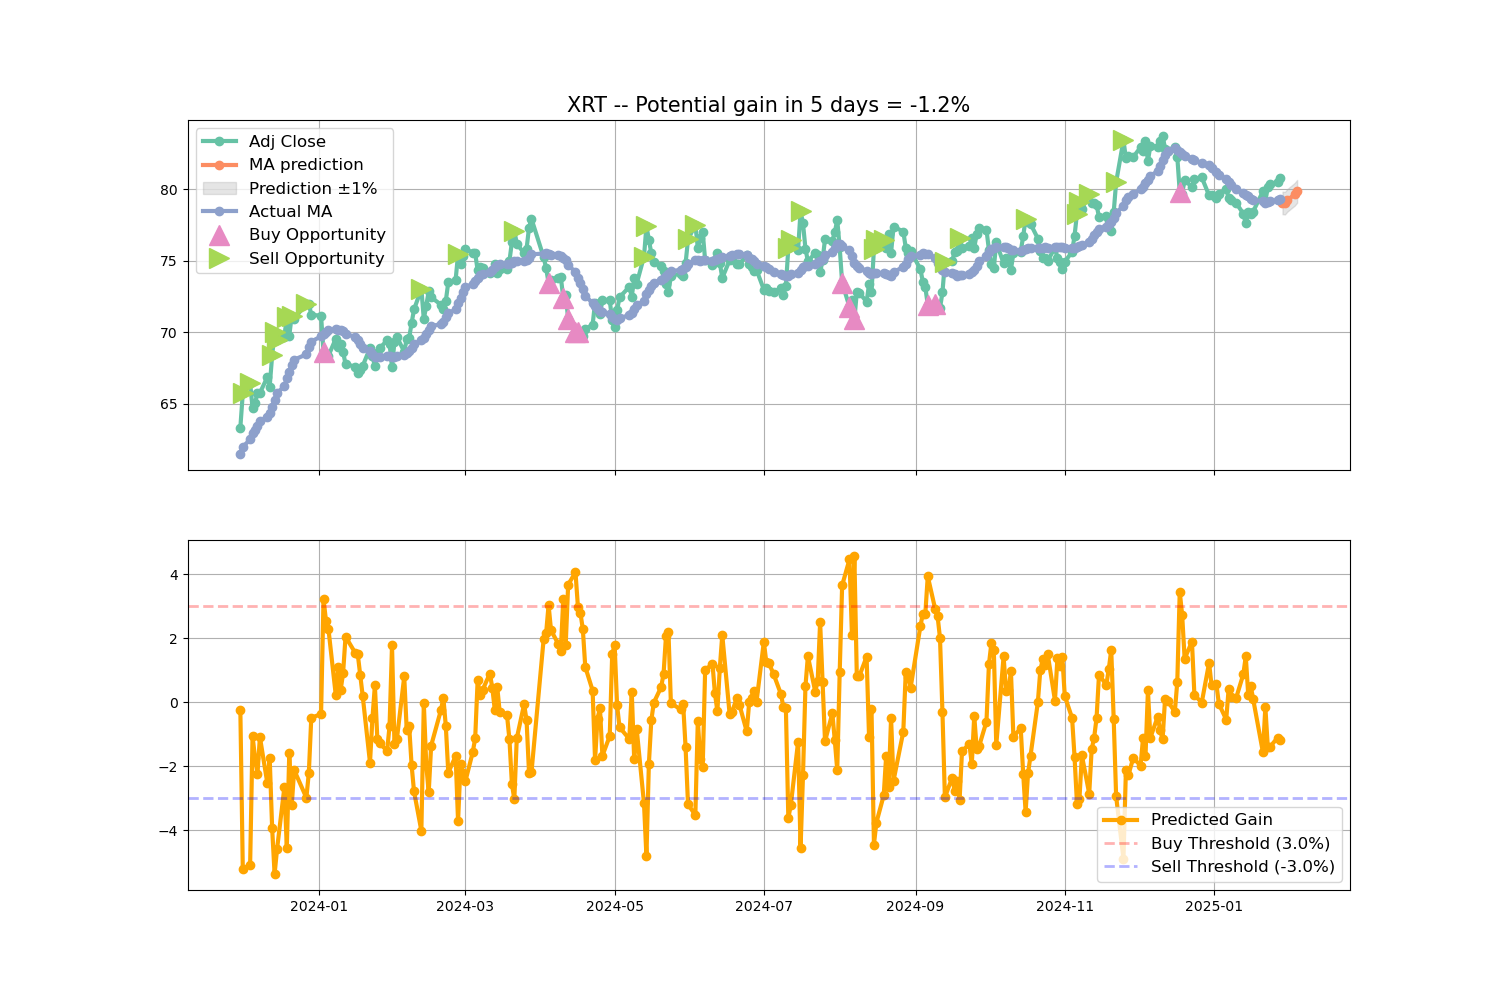 XRT -- Potential gain in 5 days = -1.2%
Adj Close
MA prediction
Prediction ±1%
Actual MA
Buy Opportunity
Sell Opportunity
80
75
70
65
4
2
0
−2
−4
Predicted Gain
Buy Threshold (3.0%)
Sell Threshold (-3.0%)
2024-01 2024-03 2024-05 2024-07 2024-09 2024-11 2025-01